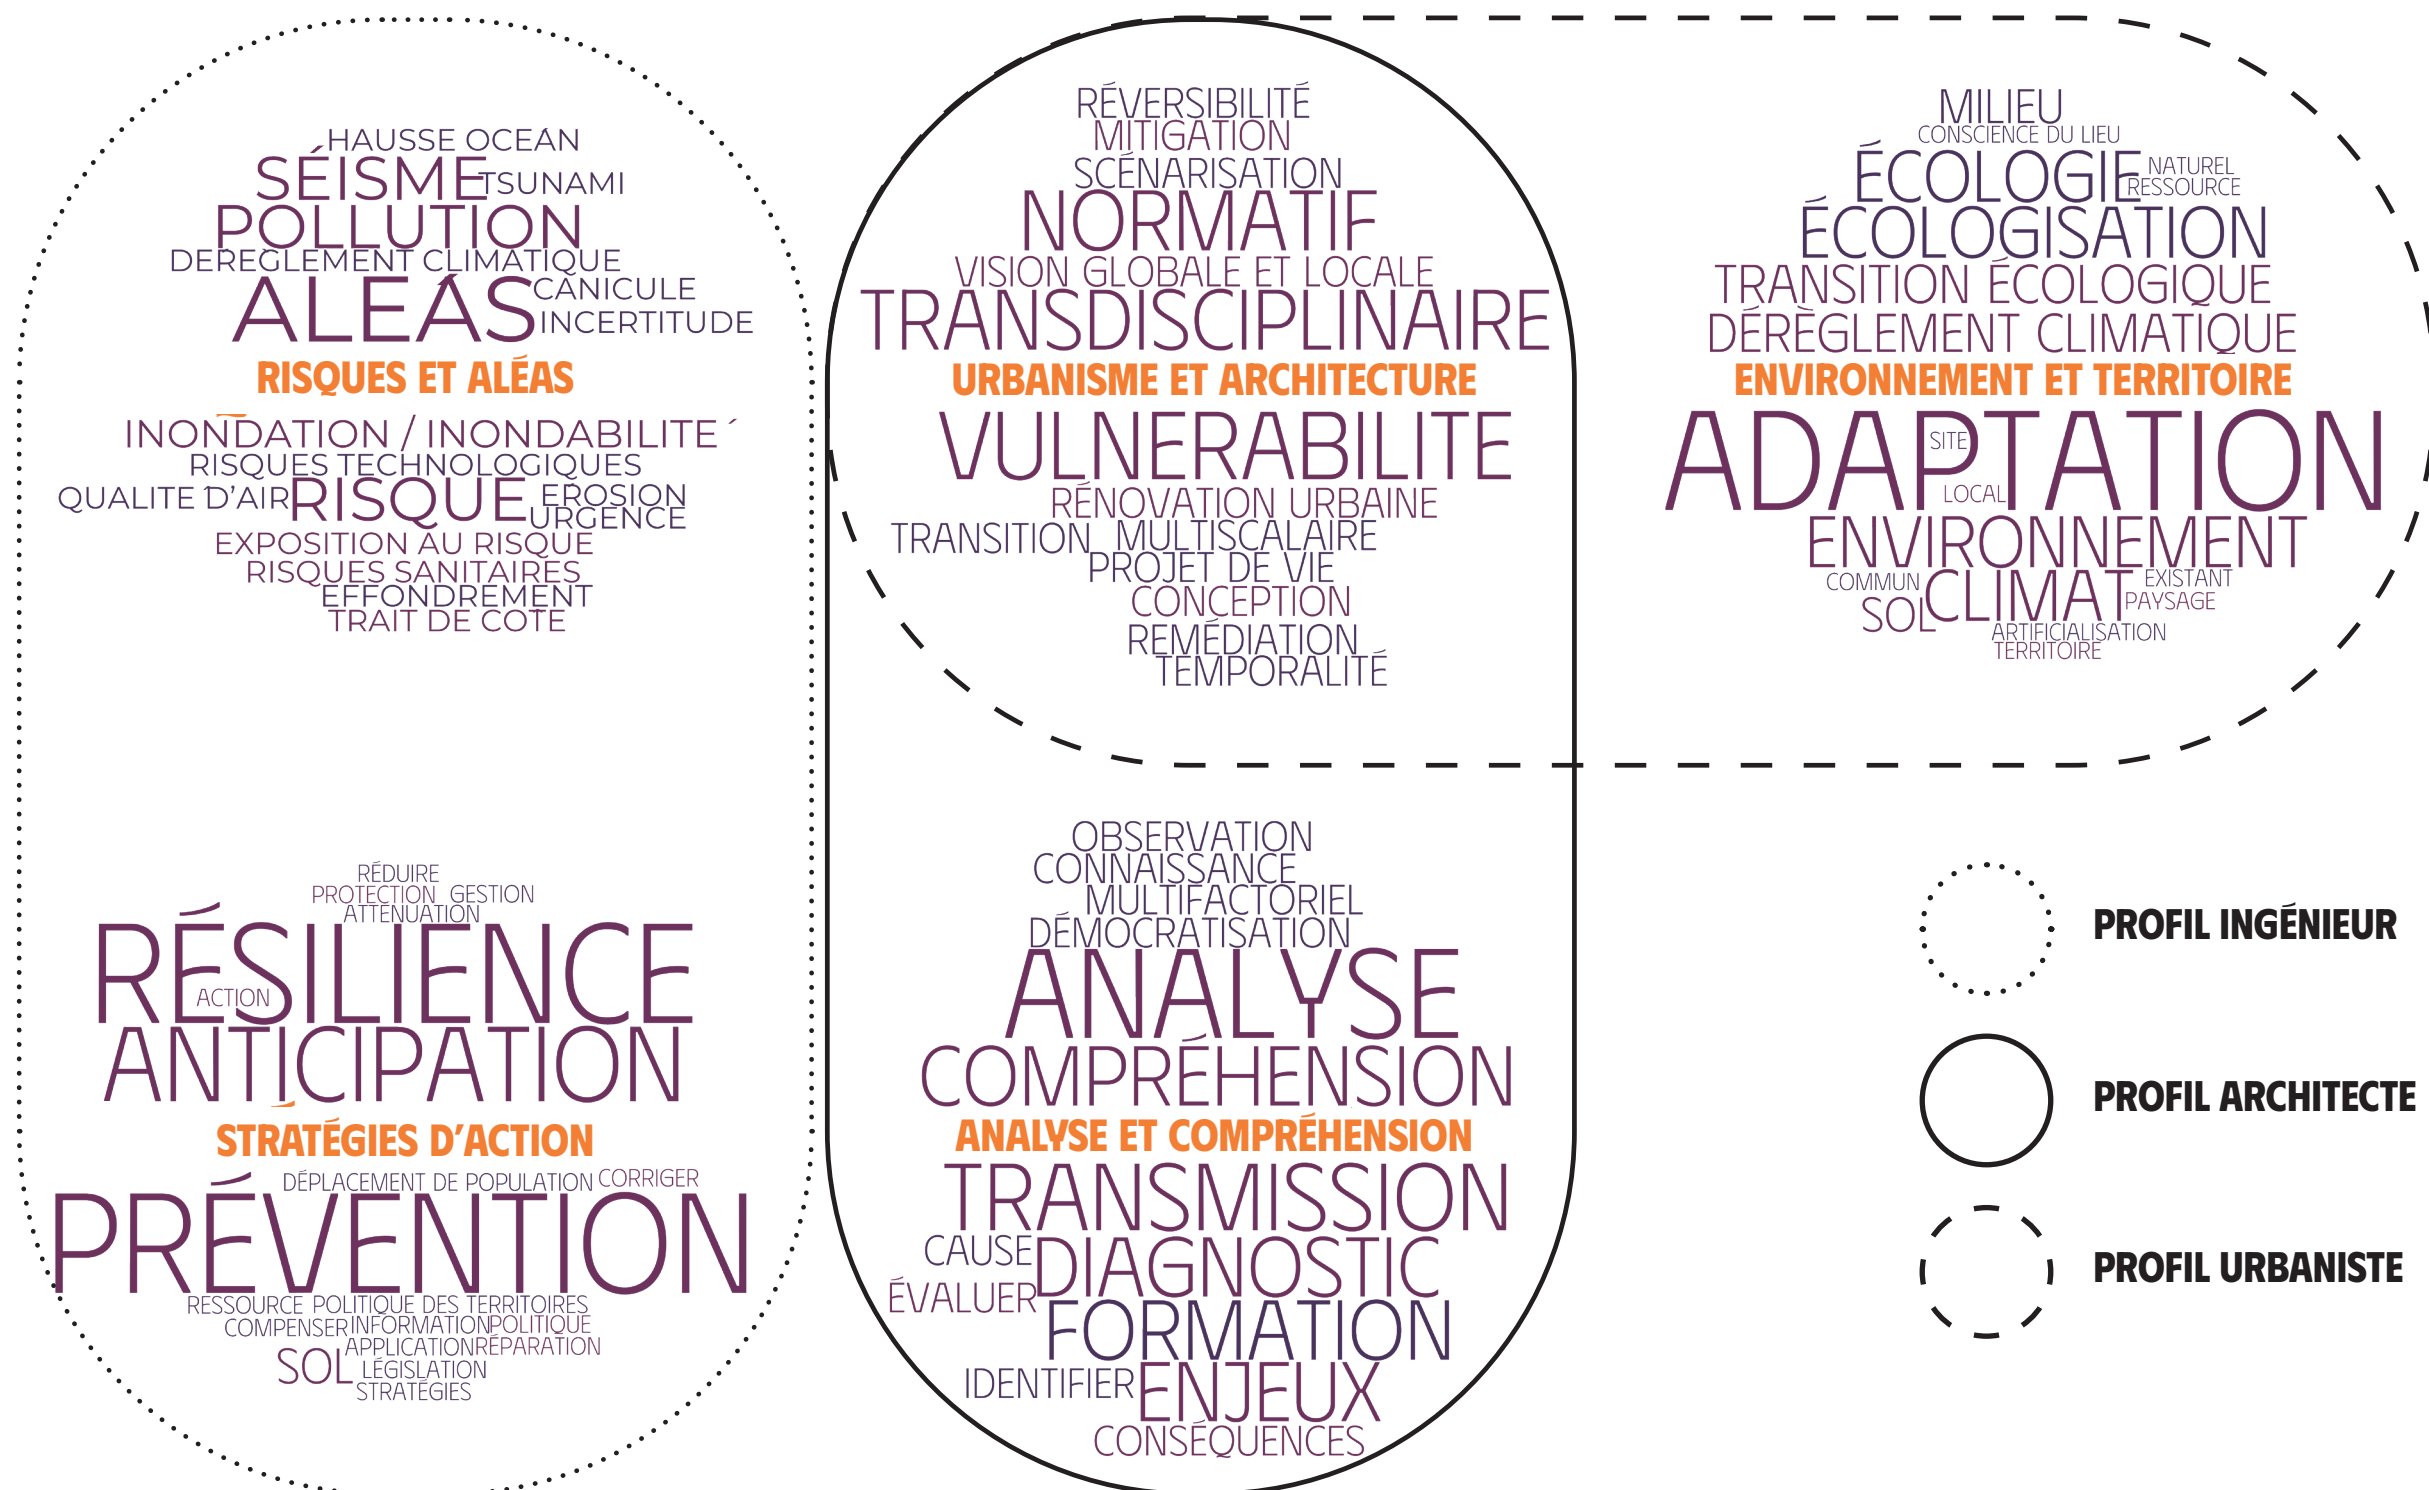 HAUSSE OCEÁN
SÉISME
TSUNAMI
POLLUTION
DEREGLEMENT CLIMATIQUE
ALEÁS
CANICULE
INCERTITUDE
RISQUES ET ALÉAS
INONDATION / INONDABILITE´
RISQUES TECHNOLOGIQUES
QUALITE D'AIR
RISQUE
EROSION
URGENCE
EXPOSITION AU RISQUE
RISQUES SANITAIRES
EFFONDREMENT
TRAIT DE COTE
RÉVERSIBILITÉ
MITIGATION
SCÉNARISATION
NORMATIF
VISION GLOBALE ET LOCALE
TRANSDISCIPLINAIRE
URBANISME ET ARCHITECTURE
VULNERABILITE
RÉNOVATION URBAINE
TRANSITION
MULTISCALAIRE
PROJET DE VIE
CONCEPTION
REMÉDIATION
TEMPORALITÉ
MILIEU
CONSCIENCE DU LIEU
ÉCOLOGIE
NATUREL
RESSOURCE
ÉCOLOGISATION
TRANSITION ÉCOLOGIQUE
DÉRÈGLEMENT CLIMATIQUE
ENVIRONNEMENT ET TERRITOIRE
ADAPTATION
SITE
LOCAL
ENVIRONNEMENT
COMMUN
CLIMAT
EXISTANT
SOL
PAYSAGE
ARTIFICIALISATION
TERRITOIRE
RÉDUIRE
PROTECTION
GESTION
ATTÉNUATION
RÉSILIENCE
ACTION
ANTICIPATION
STRATÉGIES D'ACTION
DÉPLACEMENT DE POPULATION
CORRIGER
PRÉVENTION
RESSOURCE POLITIQUE DES TERRITOIRES
COMPENSER
INFORMATION
POLITIQUE
APPLICATION
RÉPARATION
SOL
LÉGISLATION
STRATÉGIES
OBSERVATION
CONNAISSANCE
MULTIFACTORIEL
DÉMOCRATISATION
ANALYSE
COMPRÉHENSION
ANALYSE ET COMPRÉHENSION
TRANSMISSION
CAUSE
DIAGNOSTIC
ÉVALUER
FORMATION
IDENTIFIER
ENJEUX
CONSÉQUENCES
PROFIL INGÉNIEUR
PROFIL ARCHITECTE
PROFIL URBANISTE